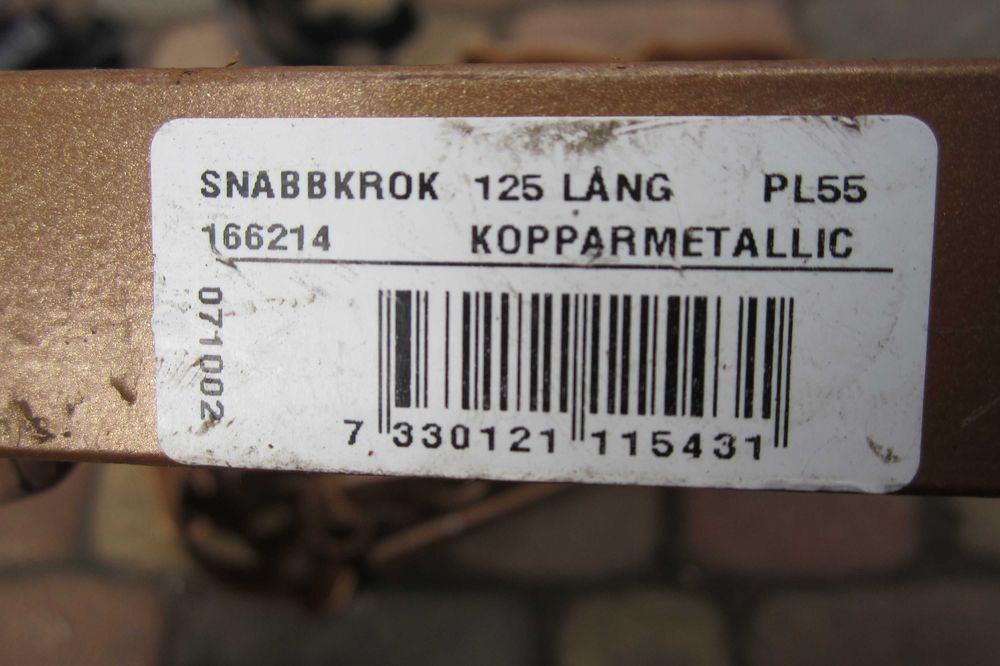 SNABBKROK 125 LÅNG PL55
166214 KOPPARMETALLIC
071002
7 330121 115431